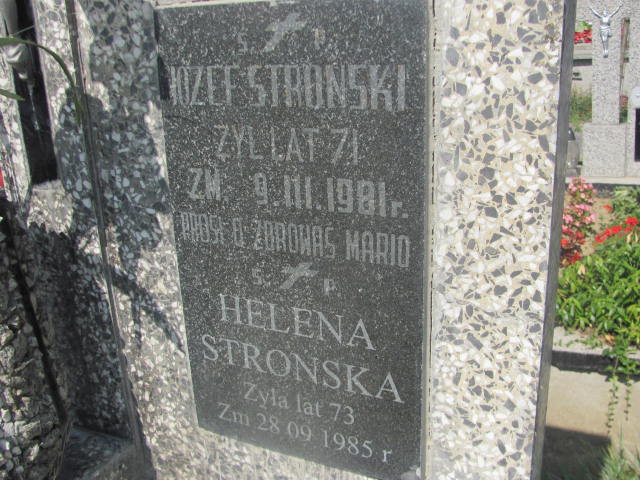 Ś. P.
JÓZEF STROŃSKI
ŻYŁ LAT 71
ZM. 9.III.1981r.
PROSI O ZDROWAŚ MARIO
Ś. P.
HELENA
STROŃSKA
Żyła lat 73
Zm 28 09 1985 r